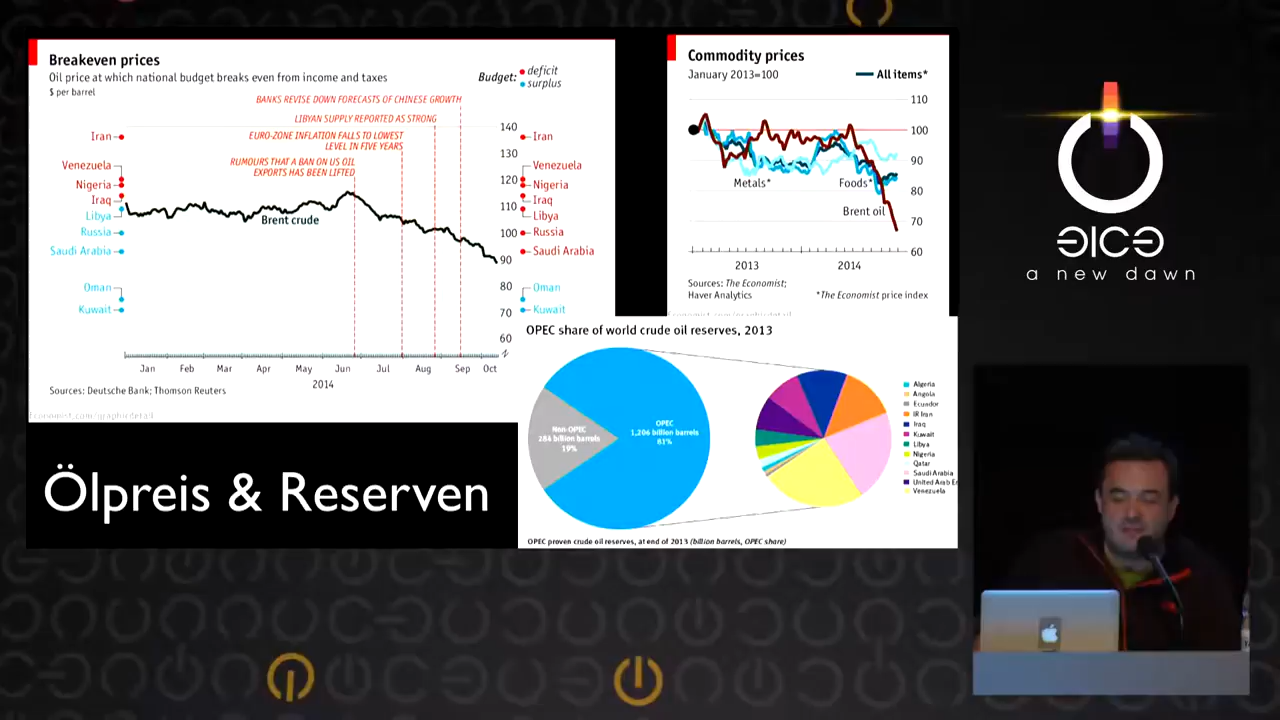 Breakeven prices
Oil price at which national budget breaks even from income and taxes
$ per barrel
Budget:
deficit
surplus
BANKS REVISE DOWN FORECASTS OF CHINESE GROWTH
LIBYAN SUPPLY REPORTED AS STRONG
EURO-ZONE INFLATION FALLS TO LOWEST
LEVEL IN FIVE YEARS
RUMOURS THAT A BAN ON US OIL
EXPORTS HAS BEEN LIFTED
Iran
Venezuela
Nigeria
Iraq
Libya
Russia
Saudi Arabia
Oman
Kuwait
Brent crude
140
130
120
110
100
90
80
70
60
Iran
Venezuela
Nigeria
Iraq
Libya
Russia
Saudi Arabia
Oman
Kuwait
Jan Feb Mar Apr May Jun Jul Aug Sep Oct
2014
Sources: Deutsche Bank; Thomson Reuters
Economist.com/graphicdetail
Commodity prices
January 2013=100
All items*
110
100
90
80
70
60
Metals*
Foods*
Brent oil
2013 2014
Sources: The Economist;
Haver Analytics
*The Economist price index
OPEC share of world crude oil reserves, 2013
Non-OPEC
284 billion barrels
19%
OPEC
1,206 billion barrels
81%
Algeria
Angola
Ecuador
IR Iran
Iraq
Kuwait
Libya
Nigeria
Qatar
Saudi Arabia
United Arab E
Venezuela
OPEC proven crude oil reserves, at end of 2013 (billion barrels, OPEC share)
Ölpreis & Reserven
a new dawn